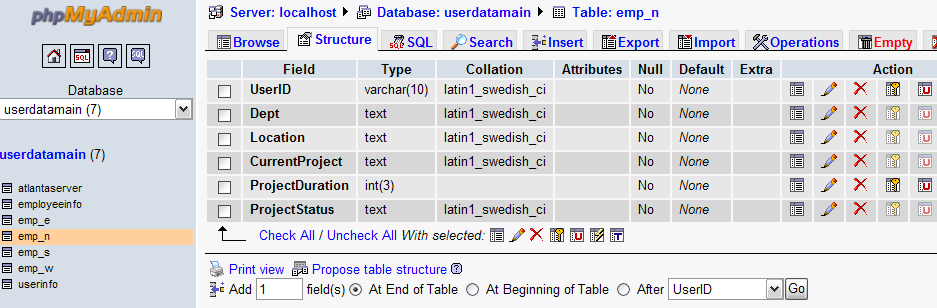 phpMyAdmin
Server: localhost Database: userdatamain Table: emp_n
Browse Structure SQL Search Insert Export Import Operations Empty
SQL
Database
userdatamain (7)
userdatamain (7)
atlantaserver
employeeinfo
emp_e
emp_n
emp_s
emp_w
userinfo
Field Type Collation Attributes Null Default Extra Action
UserID varchar(10) latin1_swedish_ci No None
Dept text latin1_swedish_ci No None
Location text latin1_swedish_ci No None
CurrentProject text latin1_swedish_ci No None
ProjectDuration int(3) No None
ProjectStatus text latin1_swedish_ci No None
Check All / Uncheck All With selected:
Print view Propose table structure
Add 1 field(s) At End of Table At Beginning of Table After UserID Go